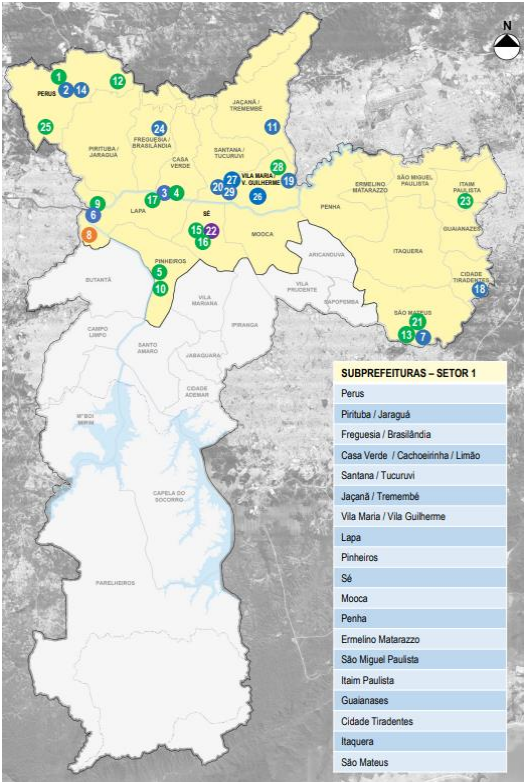 N
1
12
PERUS
2
14
JAÇANÃ /
TREMEMBÉ
25
24
11
FREGUESIA /
BRASILÂNDIA
PIRITUBA /
JARAGUA
CASA
VERDE
SANTANA /
TUCURUVI
28
VILA MARIA /
V. GUILHERME
27
20
29
19
26
3
4
17
9
6
LAPA
8
SÉ
15
22
16
MOOCA
PENHA
ERMELINO
MATARAZZO
SÃO MIGUEL
PAULISTA
ITAIM
PAULISTA
23
GUAIANAZES
ITAQUERA
CIDADE
TIRADENTES
18
SÃO MATEUS
21
13
7
PINHEIROS
5
10
ARICANDUVA
BUTANTÃ
VILA
MARIANA
VILA
PRUDENTE
SAPOPEMBA
IPIRANGA
CAMPO
LIMPO
SANTO
AMARO
JABAQUARA
CIDADE
ADEMAR
M'BOI
MIRIM
CAPELA DO
SOCORRO
PARELHEIROS
SUBPREFEITURAS – SETOR 1
Perus
Pirituba / Jaraguá
Freguesia / Brasilândia
Casa Verde / Cachoeirinha / Limão
Santana / Tucuruvi
Jaçanã / Tremembé
Vila Maria / Vila Guilherme
Lapa
Pinheiros
Sé
Mooca
Penha
Ermelino Matarazzo
São Miguel Paulista
Itaim Paulista
Guaianases
Cidade Tiradentes
Itaquera
São Mateus